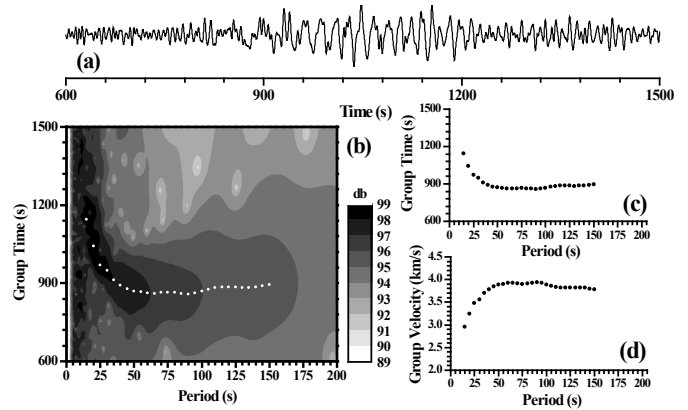 (a)
600 900 1200 1500
Time (s)
1500
1200
900
600
Group Time (s)
(b)
0 25 50 75 100 125 150 175 200
Period (s)
db
99
98
97
96
95
94
93
92
91
90
89
1500
1200
900
600
Group Time (s)
(c)
0 25 50 75 100 125 150 175 200
Period (s)
4.5
4.0
3.5
3.0
2.5
2.0
Group Velocity (km/s)
(d)
0 25 50 75 100 125 150 175 200
Period (s)